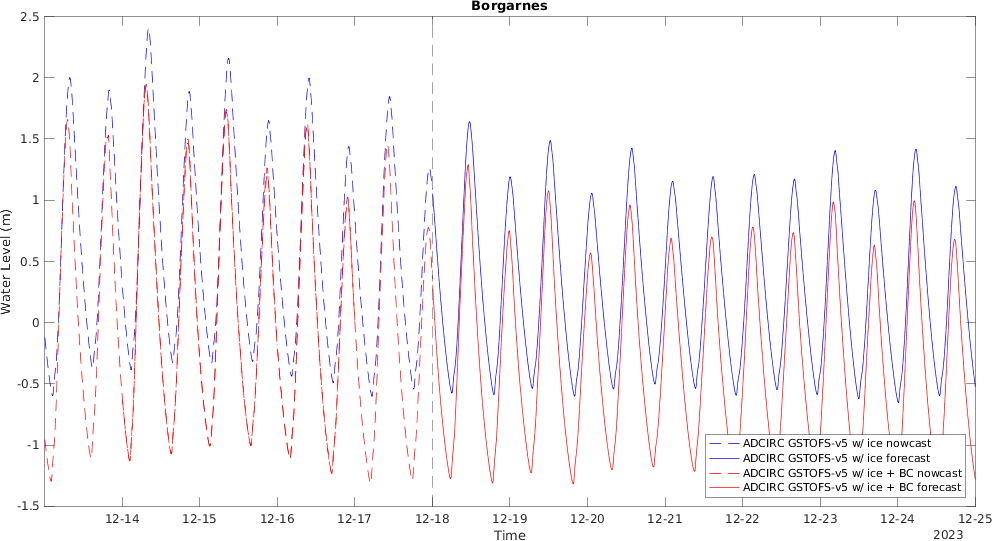 Borgarnes
Water Level (m)
2.5
2
1.5
1
0.5
0
-0.5
-1
-1.5
ADCIRC GSTOFS-v5 w/ ice nowcast
ADCIRC GSTOFS-v5 w/ ice forecast
ADCIRC GSTOFS-v5 w/ ice + BC nowcast
ADCIRC GSTOFS-v5 w/ ice + BC forecast
12-14 12-15 12-16 12-17 12-18 12-19 12-20 12-21 12-22 12-23 12-24 12-25
Time
2023